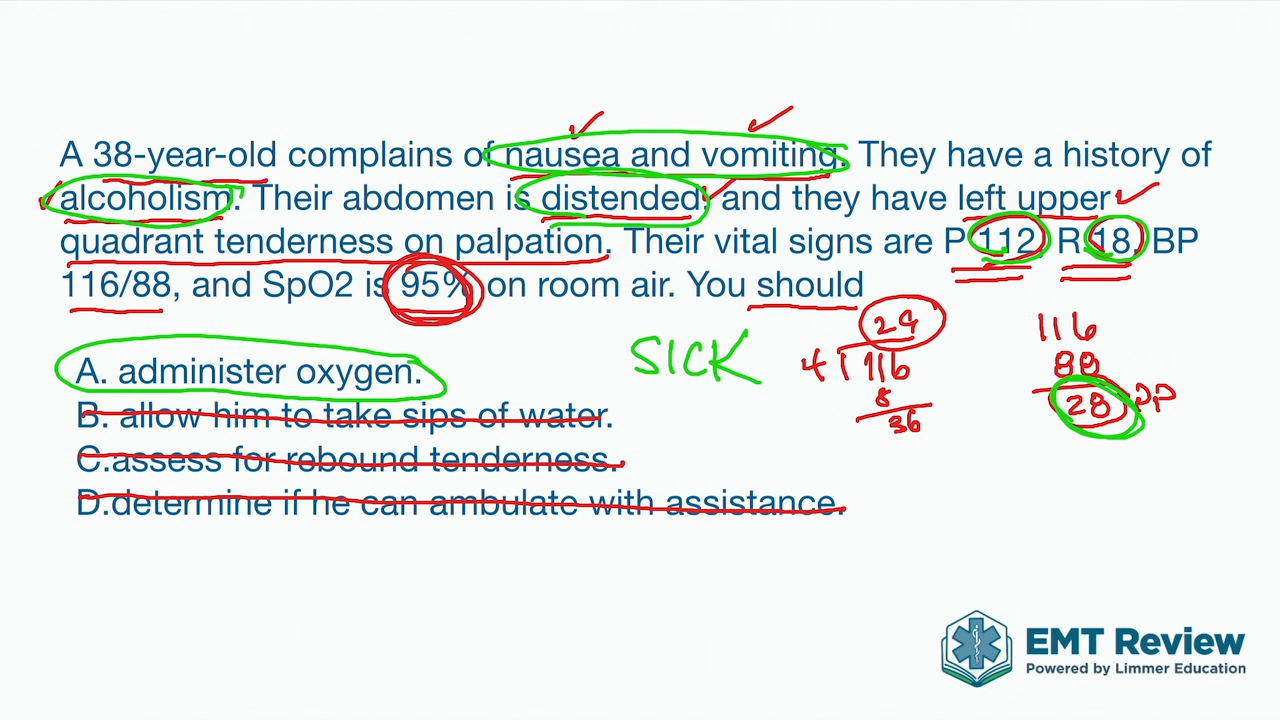 A 38-year-old complains of nausea and vomiting. They have a history of
alcoholism. Their abdomen is distended, and they have left upper
quadrant tenderness on palpation. Their vital signs are P 112, R 18, BP
116/88, and SpO2 is 95% on room air. You should
A. administer oxygen.
B. allow him to take sips of water.
C.assess for rebound tenderness.
D.determine if he can ambulate with assistance.
SICK
29
4 116
8
36
116
88
28 PP
EMT Review
Powered by Limmer Education